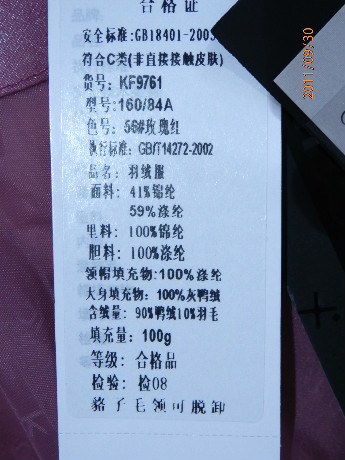 合格证
安全标准:GB18401-2003
符合C类(非直接接触皮肤)
货号: KF9761
型号:160/84A
色号: 56#玫瑰红
执行标准: GB/T14272-2002
品名: 羽绒服
面料: 41%锦纶
59%涤纶
里料: 100%锦纶
胆料: 100%涤纶
领帽填充物:100%涤纶
大身填充物: 100%灰鸭绒
含绒量: 90%鸭绒10%羽毛
填充量: 100g
等级: 合格品
检验: 检08
貉子毛领可脱卸